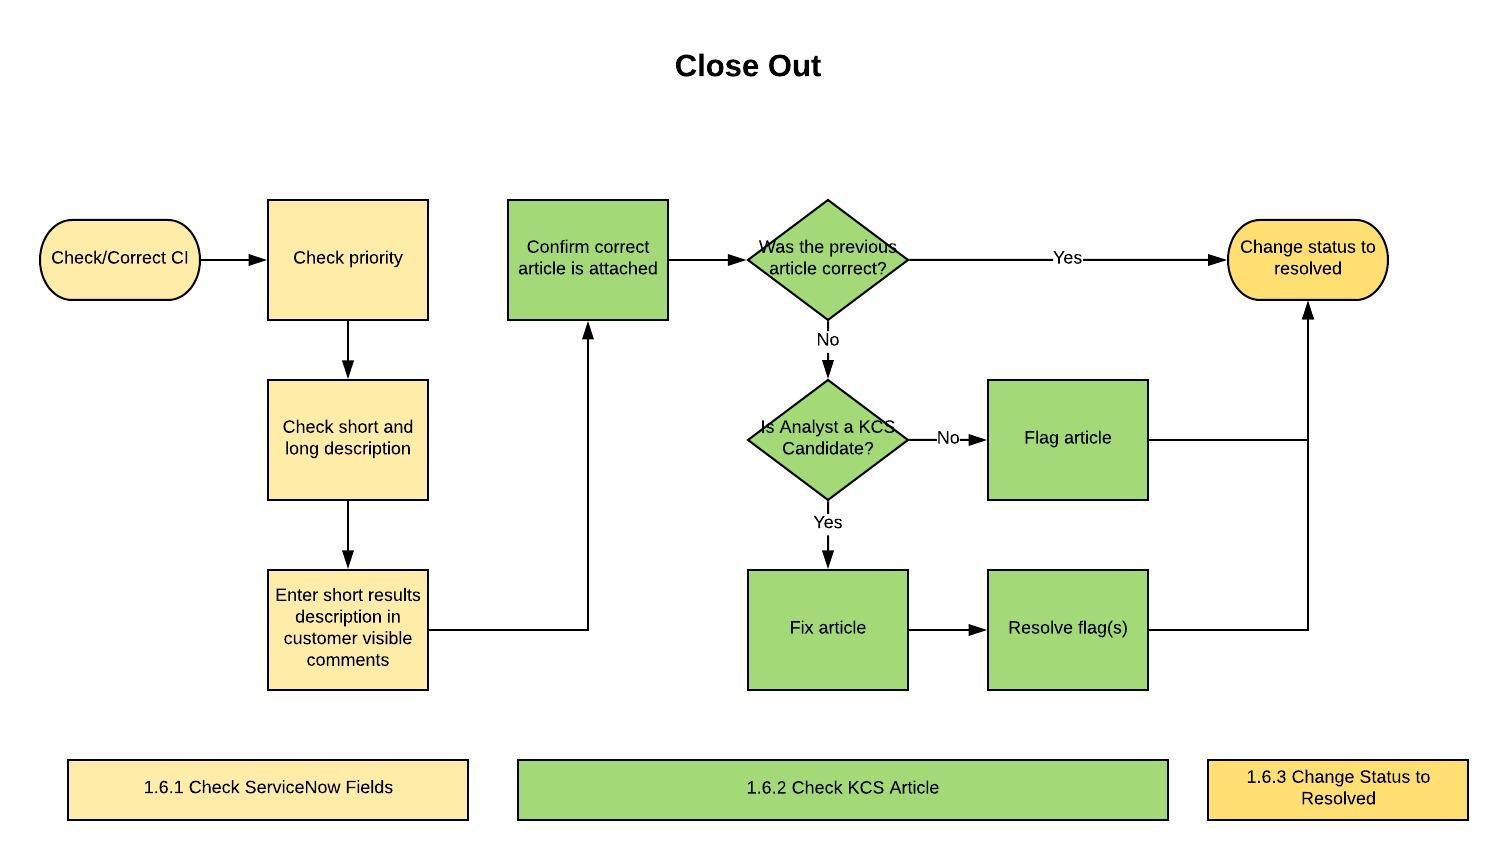 Close Out
Check/Correct CI
Check priority
Confirm correct
article is attached
Was the previous
article correct?
Yes
Change status to
resolved
No
Check short and
long description
Is Analyst a KCS
Candidate?
No
Flag article
Yes
Enter short results
description in
customer visible
comments
Fix article
Resolve flag(s)
1.6.1 Check ServiceNow Fields
1.6.2 Check KCS Article
1.6.3 Change Status to
Resolved